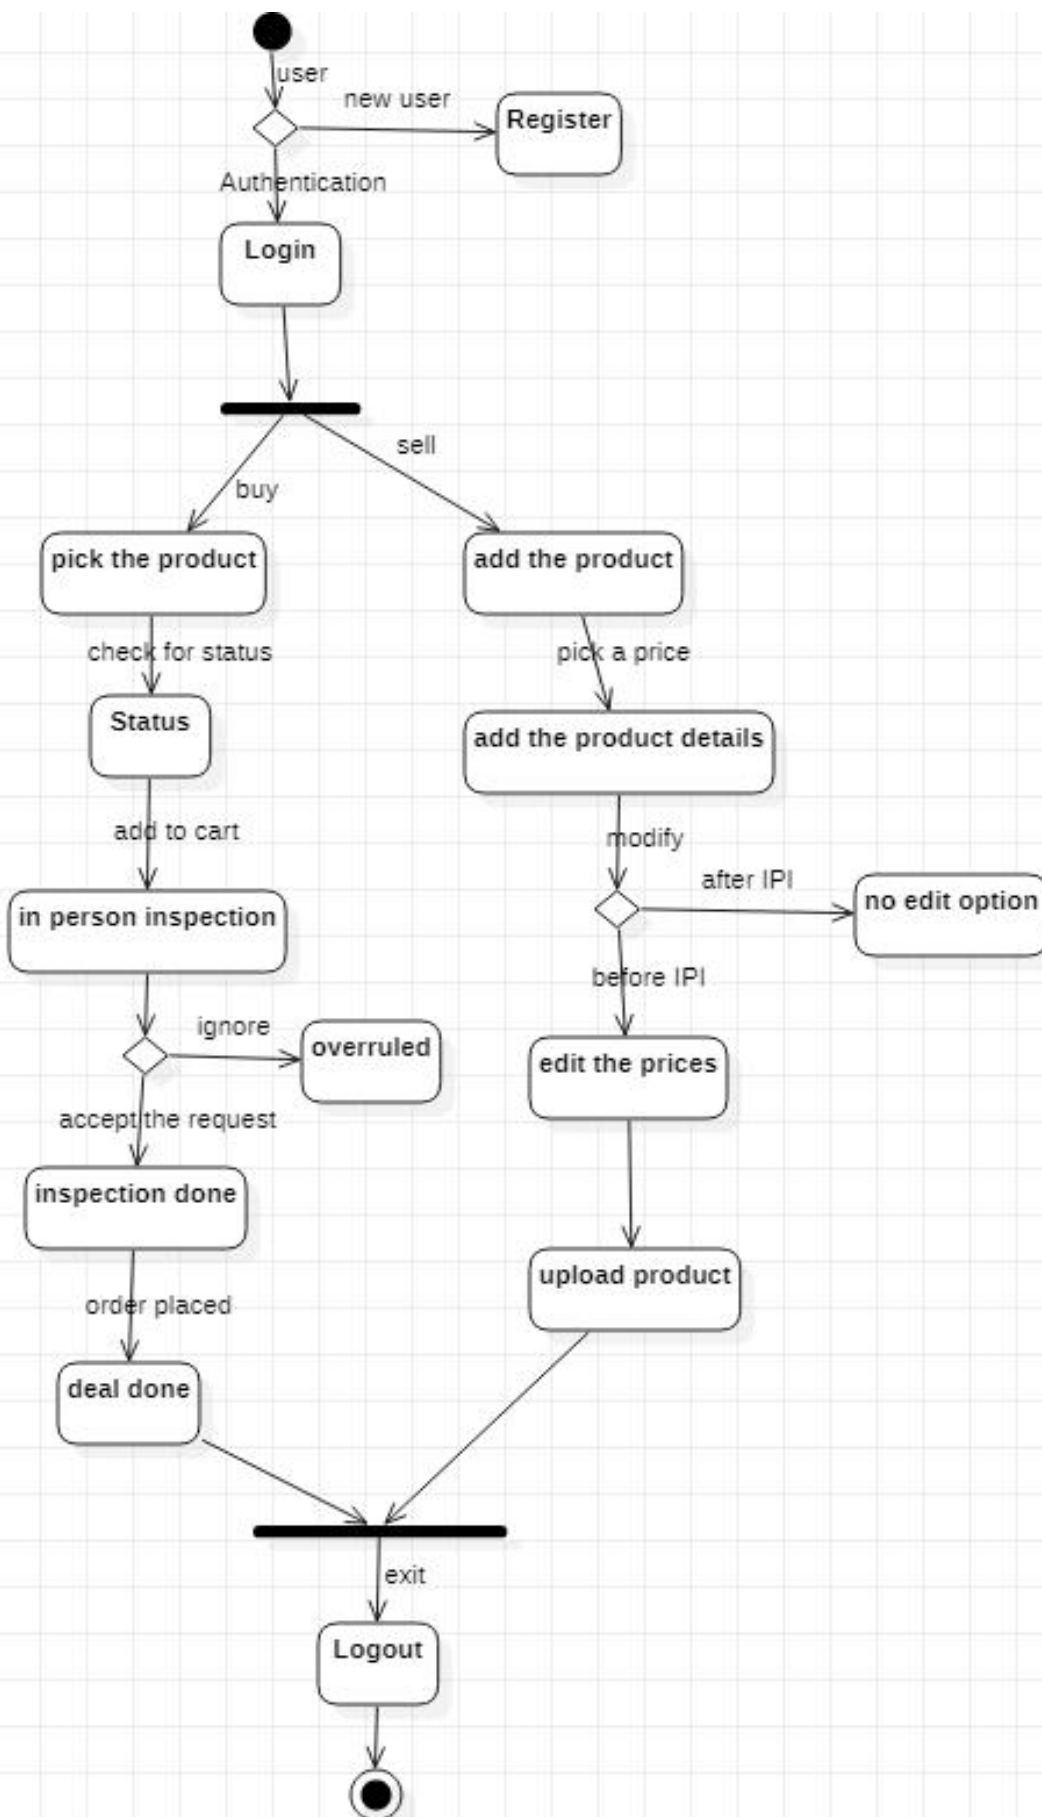 user
new user
Register
Authentication
Login
sell
buy
pick the product
add the product
check for status
pick a price
Status
add the product details
add to cart
modify
after IPI
no edit option
in person inspection
before IPI
ignore
overruled
edit the prices
accept the request
inspection done
upload product
order placed
deal done
exit
Logout